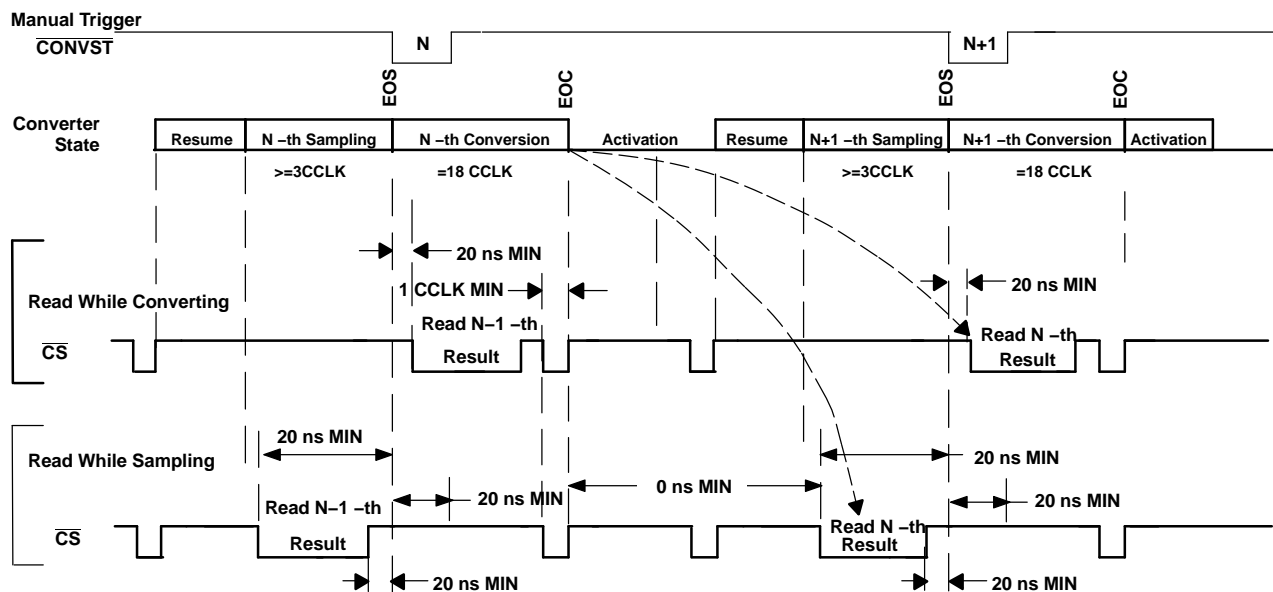 Manual Trigger
CONVST
N
N+1
EOS
EOC
EOS
EOC
Converter
State
Resume
N –th Sampling
N –th Conversion
Activation
Resume
N+1 –th Sampling
N+1 –th Conversion
Activation
>=3CCLK
=18 CCLK
>=3CCLK
=18 CCLK
20 ns MIN
20 ns MIN
1 CCLK MIN
Read While Converting
Read N–1 –th
Result
Read N –th
Result
CS
20 ns MIN
20 ns MIN
Read While Sampling
0 ns MIN
20 ns MIN
20 ns MIN
Read N–1 –th
Result
Read N –th
Result
CS
20 ns MIN
20 ns MIN